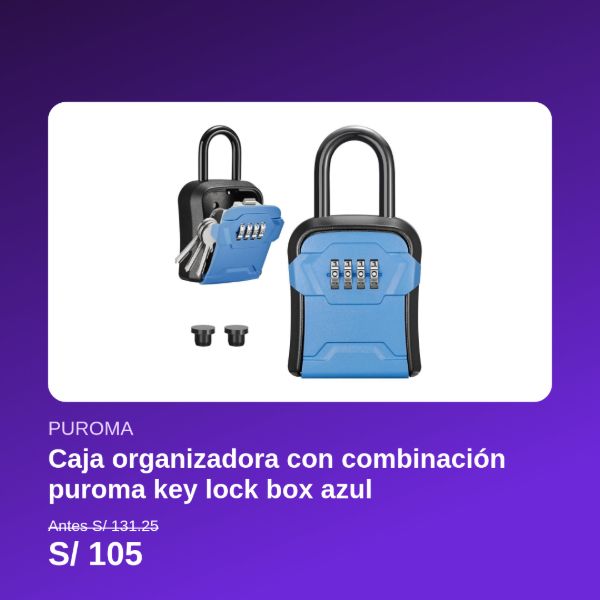 PUROMA
Caja organizadora con combinación
puroma key lock box azul
Antes S/ 131.25
S/ 105